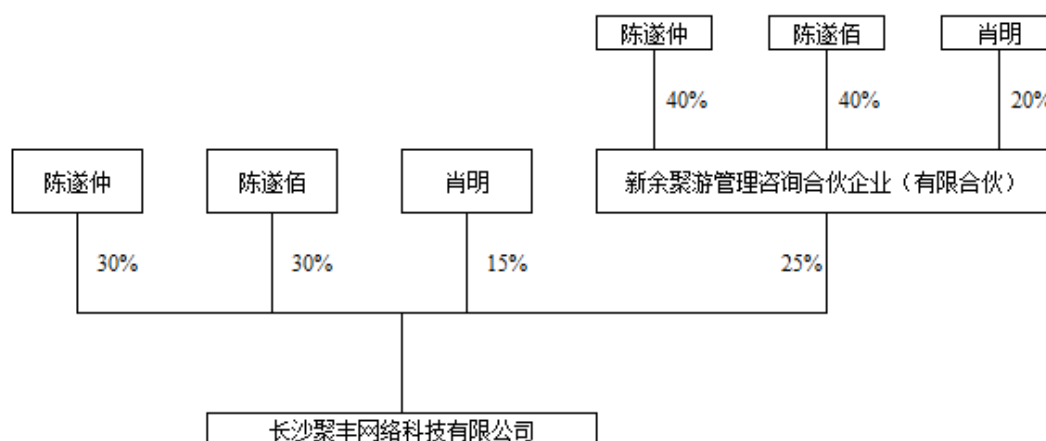 陈遂仲
陈遂佰
肖明
40%
40%
20%
陈遂仲
陈遂佰
肖明
新余聚游管理咨询合伙企业（有限合伙）
30%
30%
15%
25%
长沙聚丰网络科技有限公司